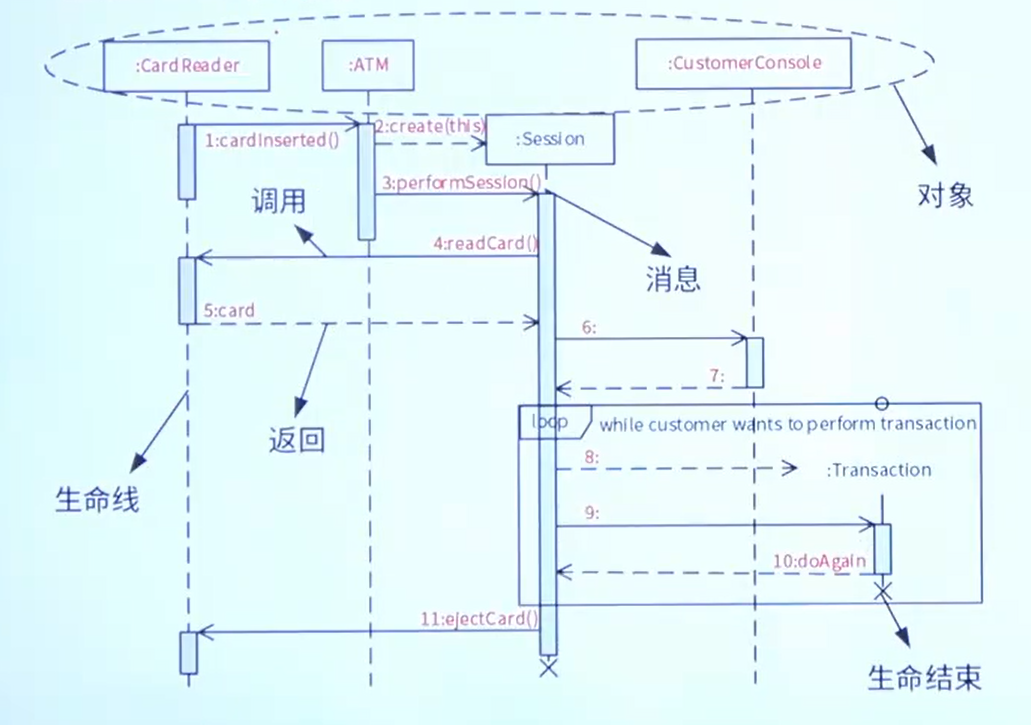 :CardReader
:ATM
:CustomerConsole
1:cardInserted()
2:create(this)
:Session
对象
3:performSession()
调用
4:readCard()
消息
5:card
6:
7:
返回
loop
while customer wants to perform transaction
8:
:Transaction
生命线
9:
10:doAgain
11:ejectCard()
生命结束